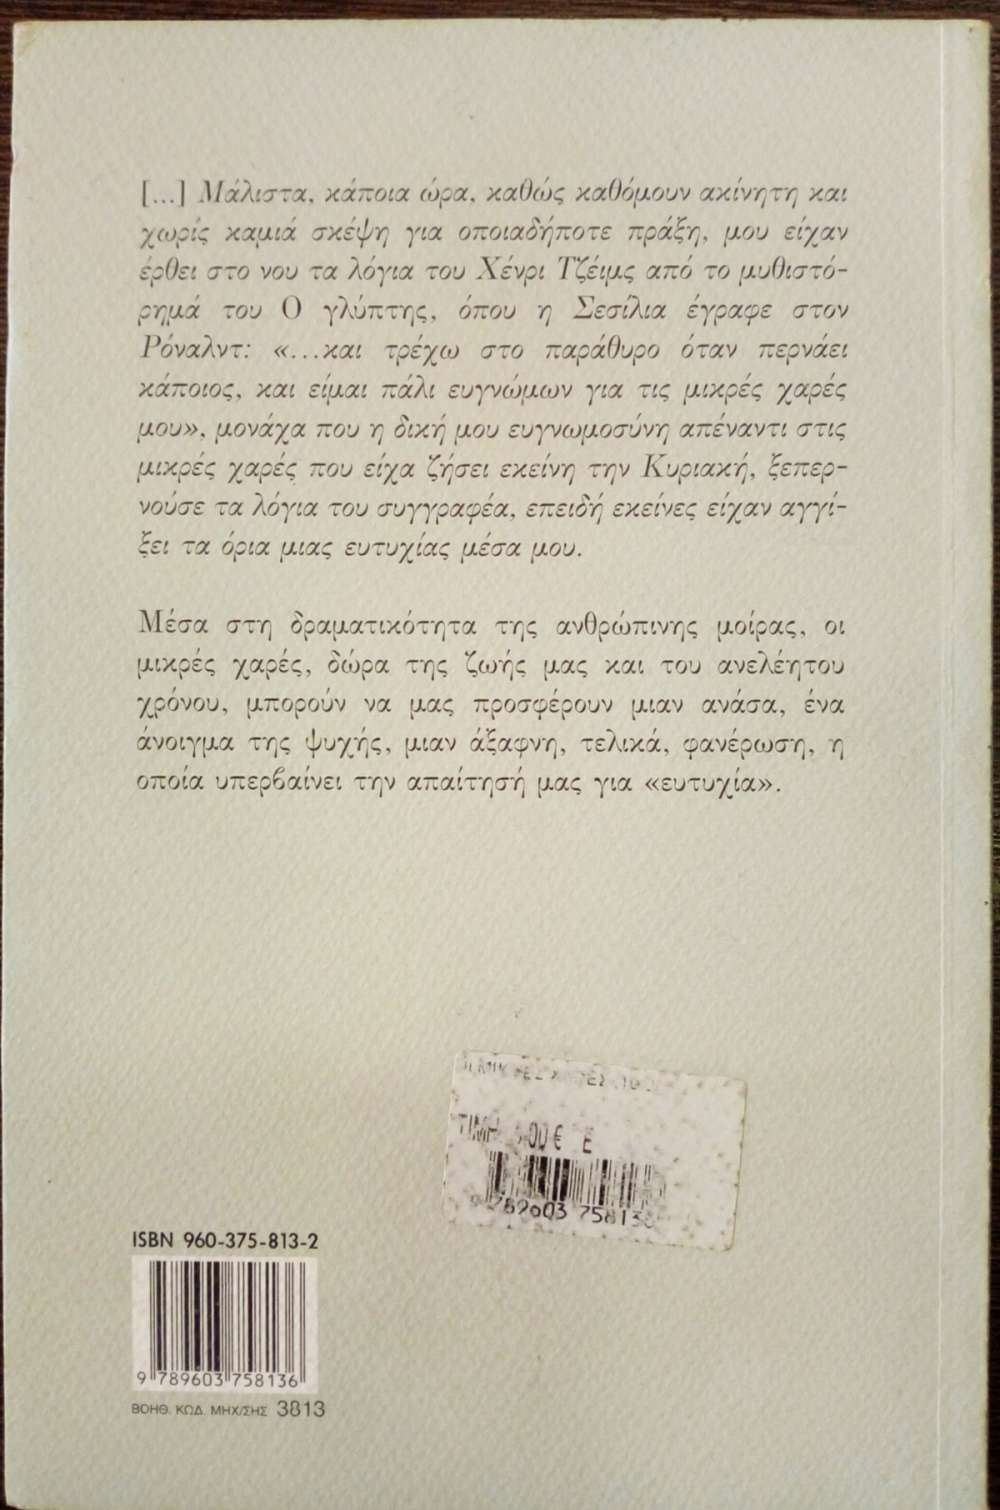 [...] Μάλιστα, κάποια ώρα, καθώς καθόμουν ακίνητη και
χωρίς καμιά σκέψη για οποιαδήποτε πράξη, μου είχαν
έρθει στο νου τα λόγια του Χένρι Τζέιμς από το μυθιστό-
ρημά του Ο γλύπτης, όπου η Σεσίλια έγραφε στον
Ρόναλντ: «...και τρέχω στο παράθυρο όταν περνάει
κάποιος, και είμαι πάλι ευγνώμων για τις μικρές χαρές
μου», μονάχα που η δική μου ευγνωμοσύνη απέναντι στις
μικρές χαρές που είχα ζήσει εκείνη την Κυριακή, ξεπερ-
νούσε τα λόγια του συγγραφέα, επειδή εκείνες είχαν αγγί-
ξει τα όρια μιας ευτυχίας μέσα μου.
Μέσα στη δραματικότητα της ανθρώπινης μοίρας, οι
μικρές χαρές, δώρα της ζωής μας και του ανελέητου
χρόνου, μπορούν να μας προσφέρουν μιαν ανάσα, ένα
άνοιγμα της ψυχής, μιαν άξαφνη, τελικά, φανέρωση, η
οποία υπερβαίνει την απαίτησή μας για «ευτυχία».
ΤΙΜΗ 00 € Ε
789603 75813
ISBN 960-375-813-2
9 789603 758136
ΒΟΗΘ. ΚΩΔ. ΜΗΧ/ΣΗΣ 3813